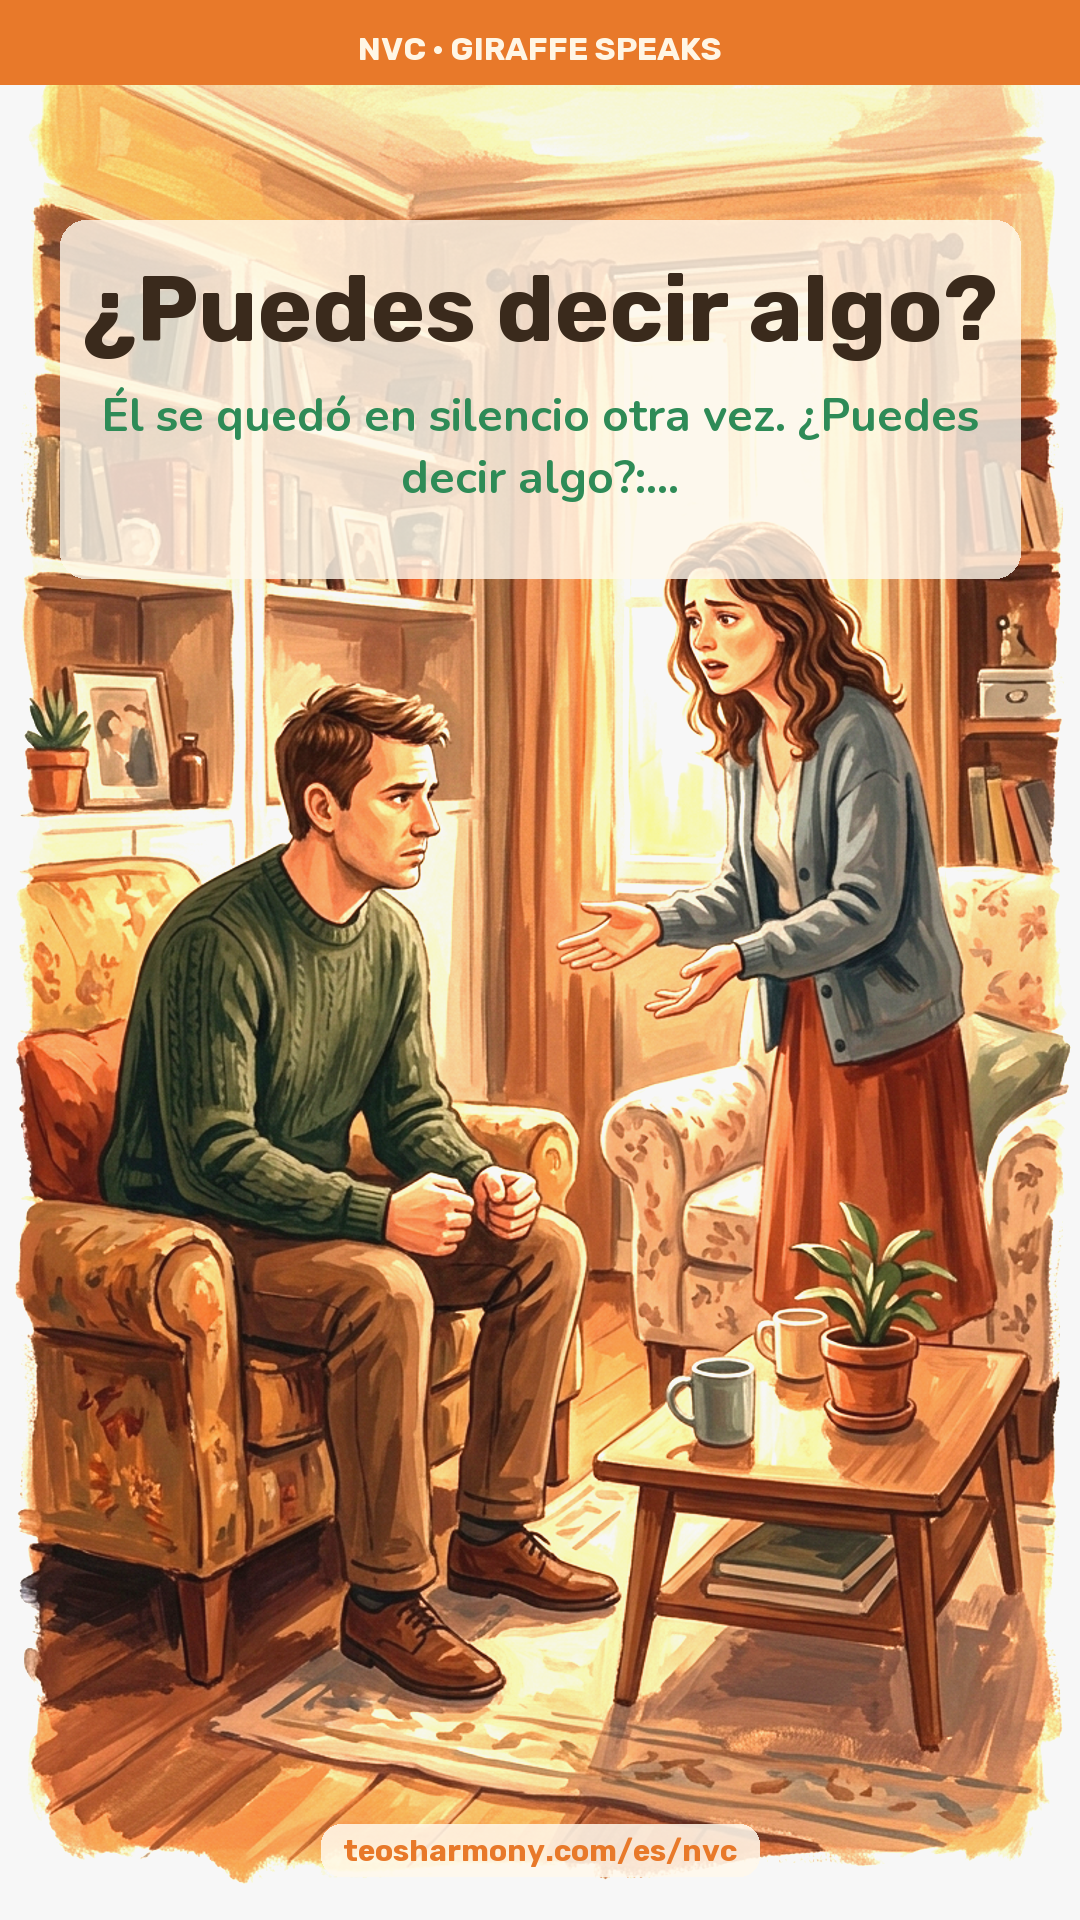 NVC • GIRAFFE SPEAKS
¿Puedes decir algo?
Él se quedó en silencio otra vez. ¿Puedes
decir algo?:...
teosharmony.com/es/nvc